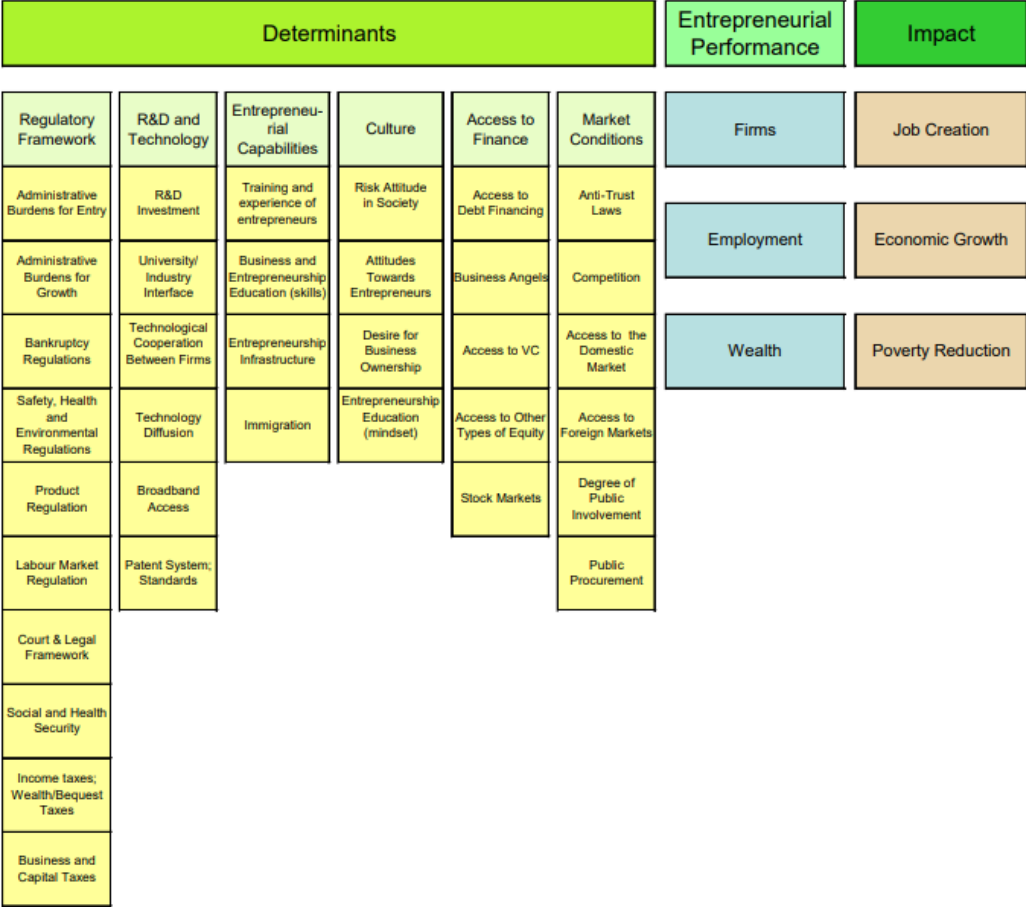 Determinants
Entrepreneurial
Performance
Impact
Regulatory
Framework
Administrative
Burdens for Entry
Administrative
Burdens for
Growth
Bankruptcy
Regulations
Safety, Health
and
Environmental
Regulations
Product
Regulation
Labour Market
Regulation
Court & Legal
Framework
Social and Health
Security
Income taxes;
Wealth/Bequest
Taxes
Business and
Capital Taxes
R&D and
Technology
R&D
Investment
University/
Industry
Interface
Technological
Cooperation
Between Firms
Technology
Diffusion
Broadband
Access
Patent System;
Standards
Entrepreneu-
rial
Capabilities
Training and
experience of
entrepreneurs
Business and
Entrepreneurship
Education (skills)
Entrepreneurship
Infrastructure
Immigration
Culture
Risk Attitude
in Society
Attitudes
Towards
Entrepreneurs
Desire for
Business
Ownership
Entrepreneurship
Education
(mindset)
Access to
Finance
Access to
Debt Financing
Business Angels
Access to VC
Access to Other
Types of Equity
Stock Markets
Market
Conditions
Anti-Trust
Laws
Competition
Access to the
Domestic
Market
Access to
Foreign Markets
Degree of
Public
Involvement
Public
Procurement
Firms
Employment
Wealth
Job Creation
Economic Growth
Poverty Reduction